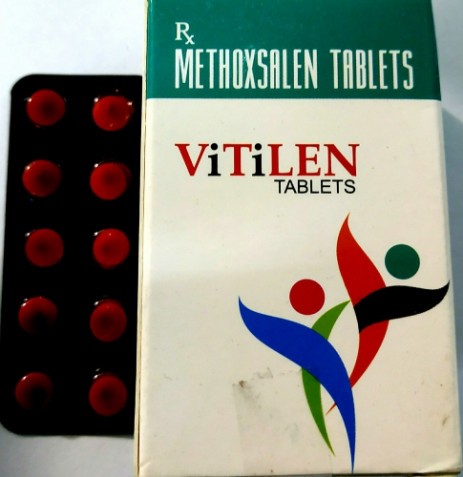 Rx
METHOXSALEN TABLETS
ViTiLEN
TABLETS